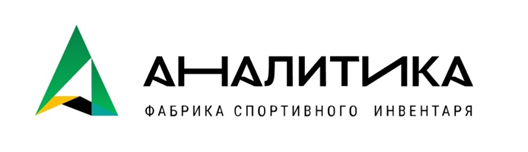 АНАЛИТИКА
ФАБРИКА СПОРТИВНОГО ИНВЕНТАРЯ